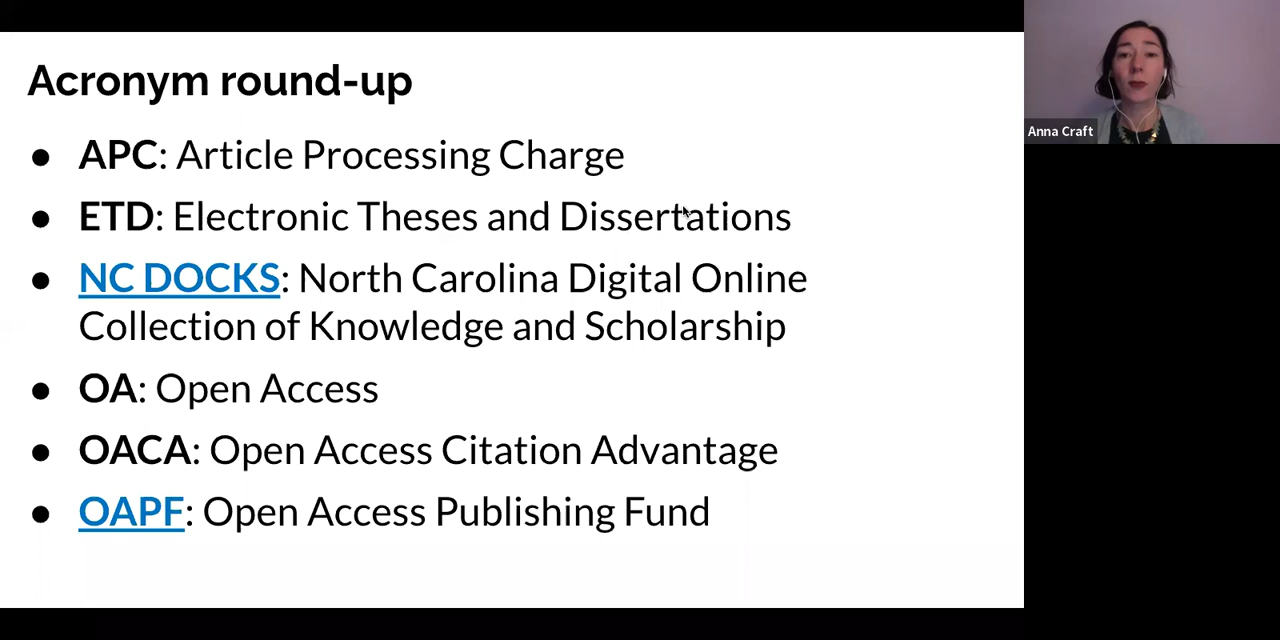 Acronym round-up
● APC: Article Processing Charge
● ETD: Electronic Theses and Dissertations
● NC DOCKS: North Carolina Digital Online
Collection of Knowledge and Scholarship
● OA: Open Access
● OACA: Open Access Citation Advantage
● OAPF: Open Access Publishing Fund
Anna Craft